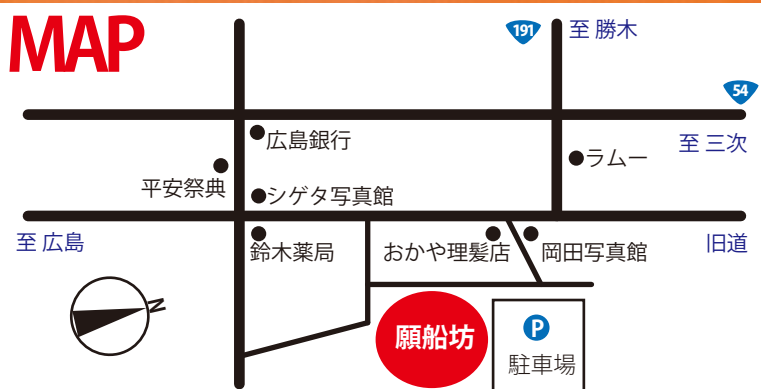 MAP
191
至 勝木
54
広島銀行
至 三次
ラムー
平安祭典
シゲタ写真館
至 広島
鈴木薬局
おかや理髪店
岡田写真館
旧道
N
願船坊
P
駐車場